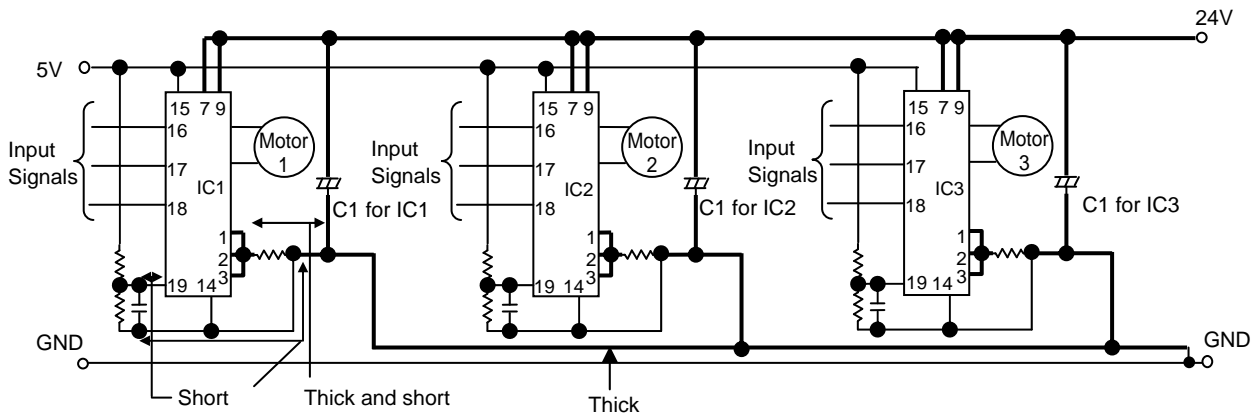 24V
5V
15 7 9
15 7 9
15 7 9
16
16
16
Motor
1
Motor
2
Motor
3
Input
Signals
Input
Signals
Input
Signals
17
17
17
IC1
IC2
IC3
18
18
18
C1 for IC1
C1 for IC2
C1 for IC3
1
2
3
1
2
3
1
2
3
19 14
19 14
19 14
GND
GND
Short
Thick and short
Thick